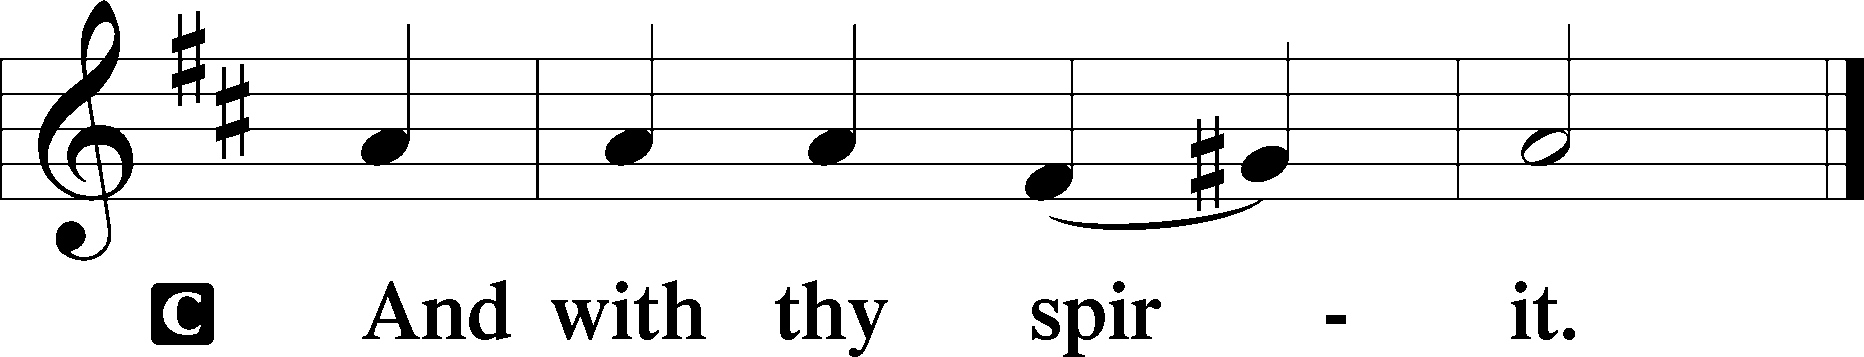 C And with thy spir - it.